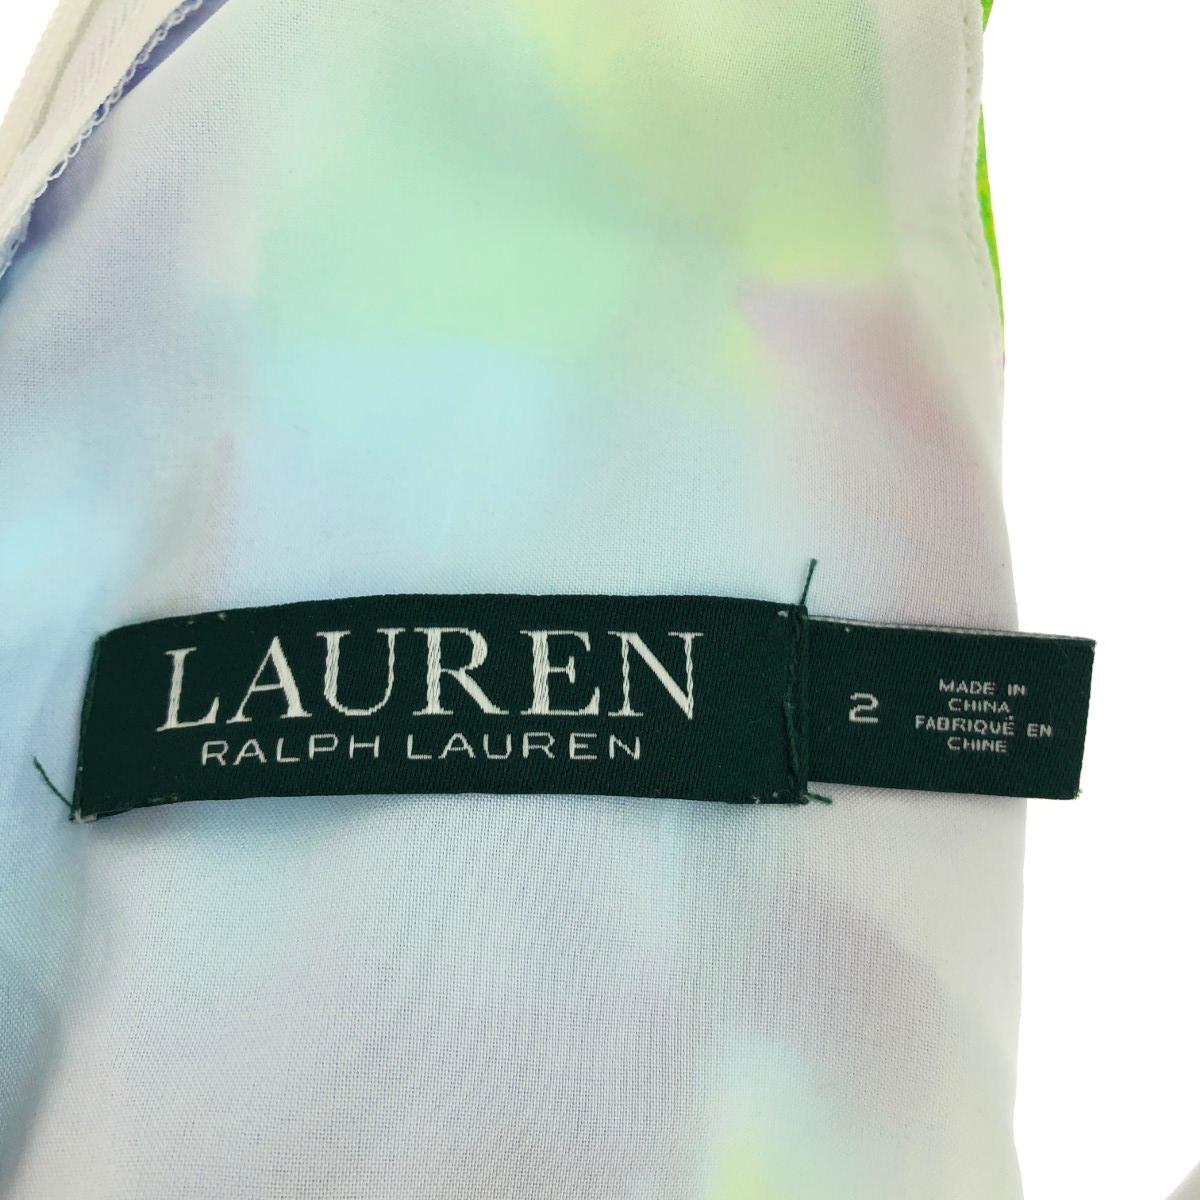 LAUREN
RALPH LAUREN
2
MADE IN
CHINA
FABRIQUÉ EN
CHINE